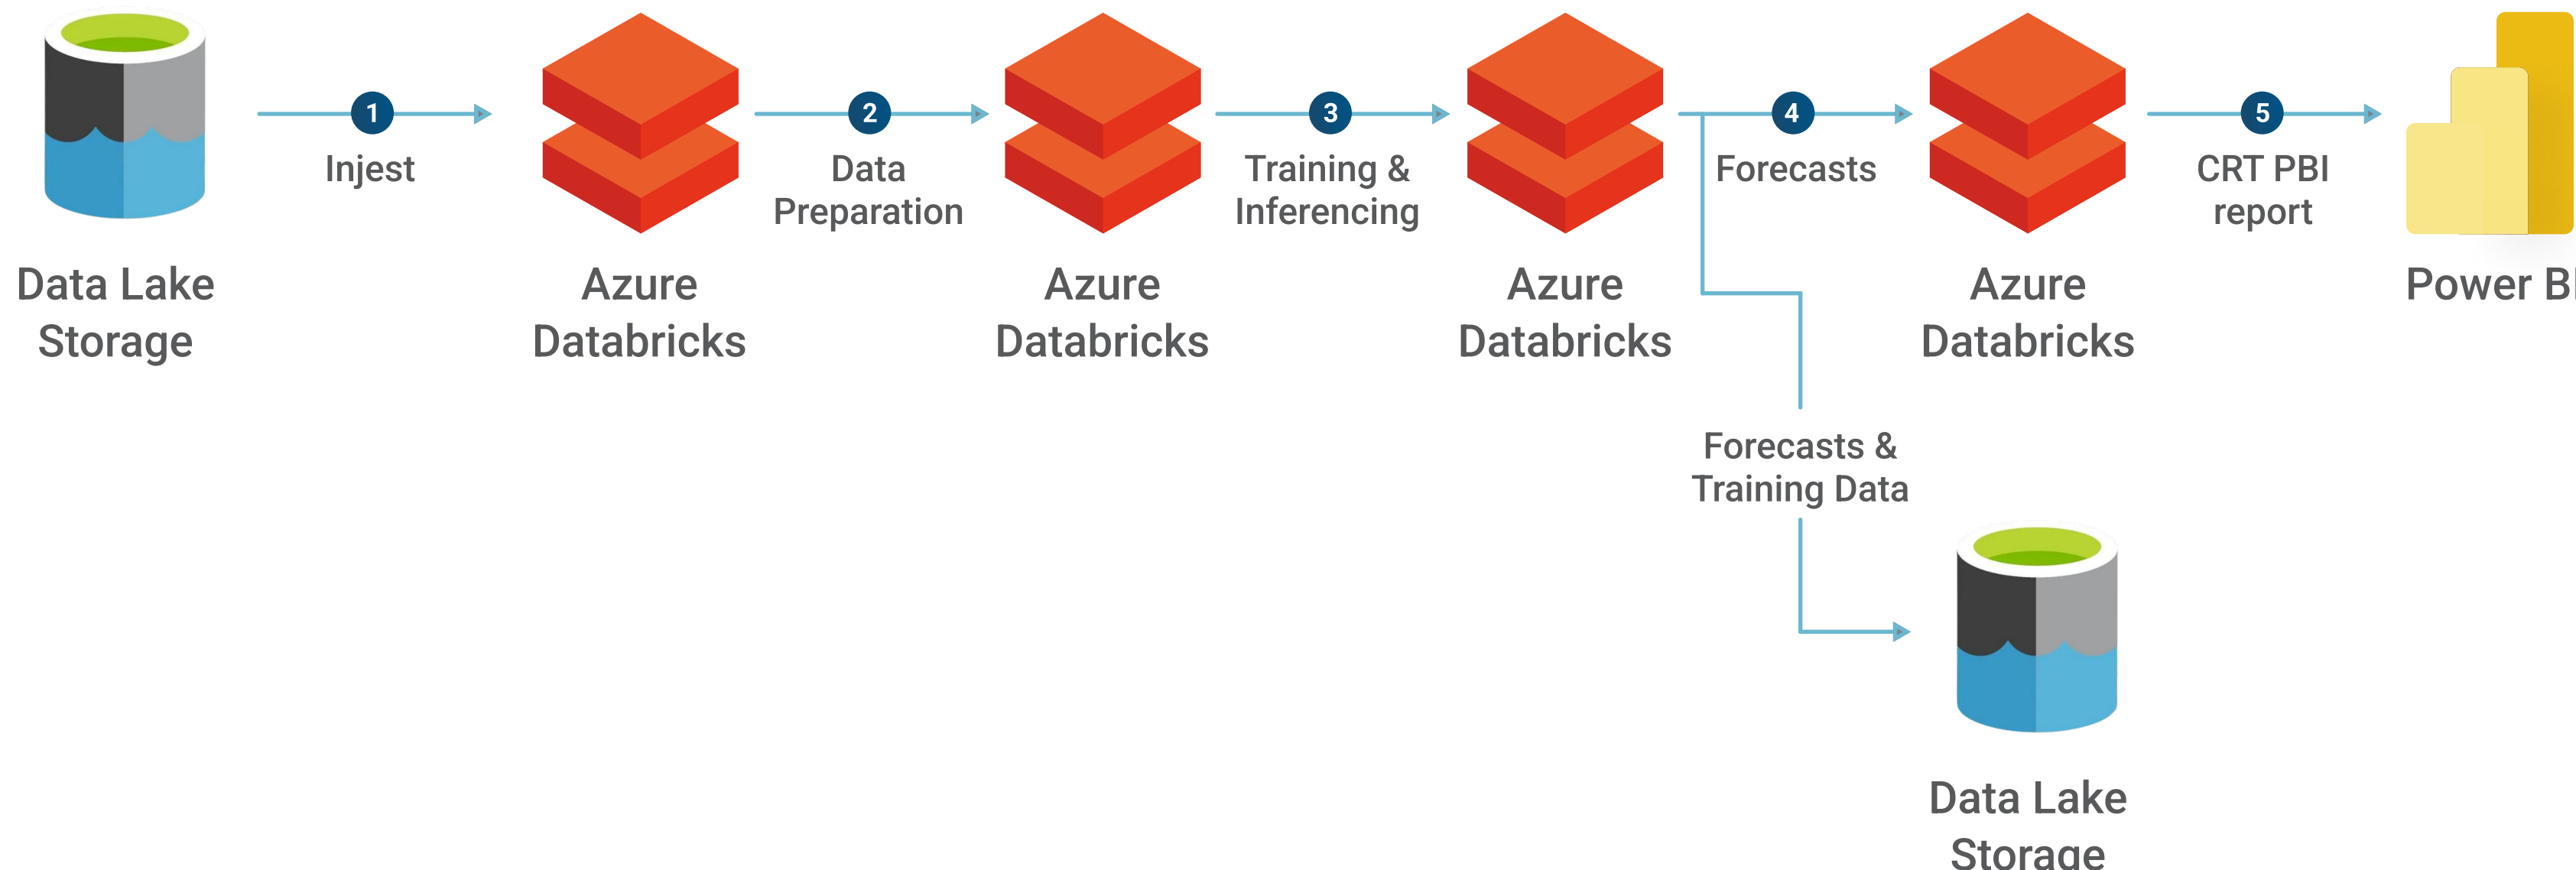 1
Injest
2
Data
Preparation
3
Training &
Inferencing
4
Forecasts
5
CRT PBI
report
Data Lake
Storage
Azure
Databricks
Azure
Databricks
Azure
Databricks
Azure
Databricks
Power BI
Forecasts &
Training Data
Data Lake
Storage